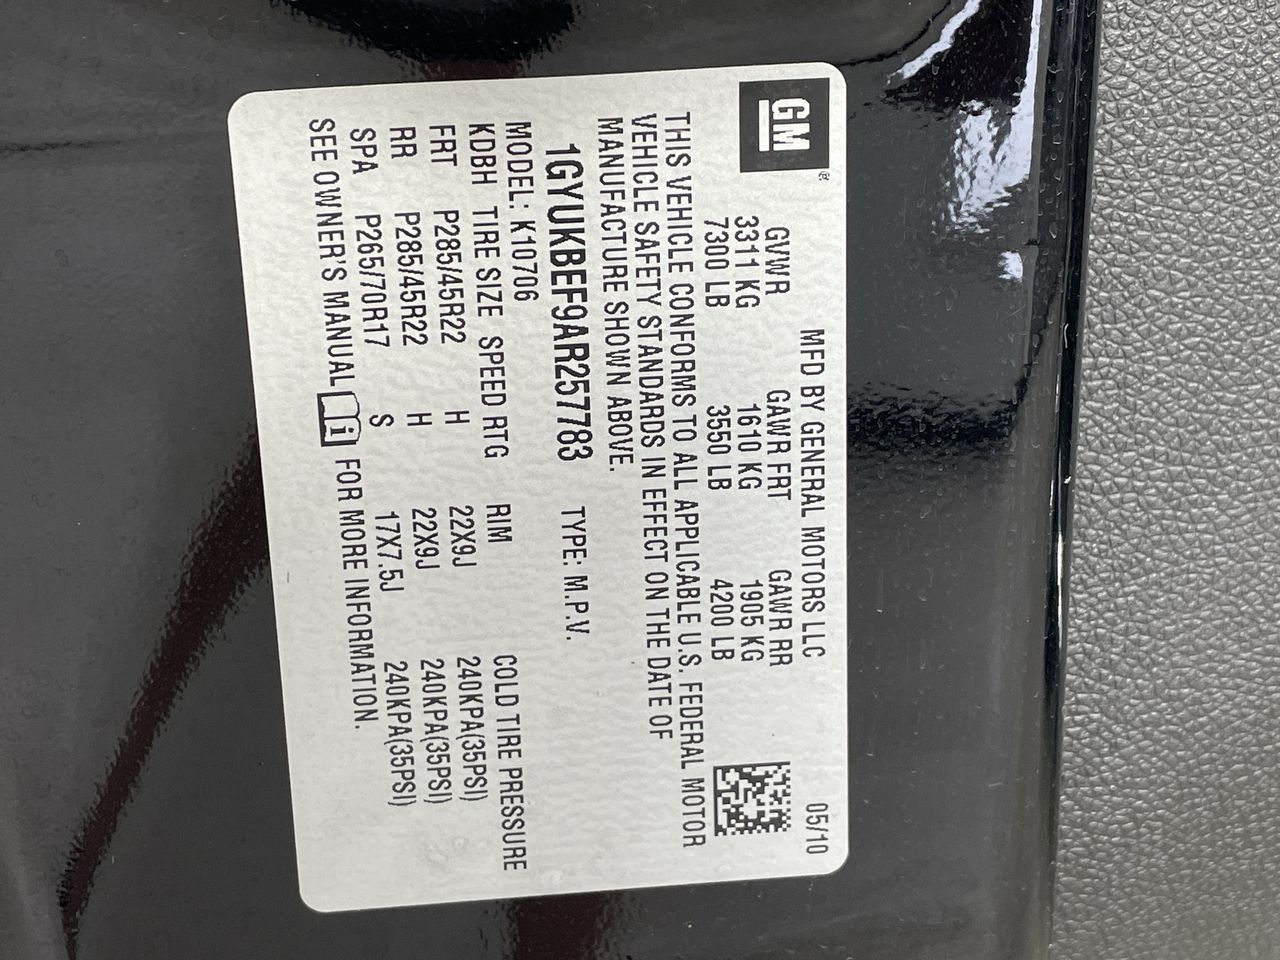 GM ®
MFD BY GENERAL MOTORS LLC 05/10
GVWR GAWR FRT GAWR RR
3311 KG 1610 KG 1905 KG
7300 LB 3550 LB 4200 LB
THIS VEHICLE CONFORMS TO ALL APPLICABLE U.S. FEDERAL MOTOR
VEHICLE SAFETY STANDARDS IN EFFECT ON THE DATE OF
MANUFACTURE SHOWN ABOVE.
1GYUKBEF9AR257783 TYPE: M.P.V.
MODEL: K10706
KDBH TIRE SIZE SPEED RTG RIM COLD TIRE PRESSURE
FRT P285/45R22 H 22X9J 240KPA(35PSI)
RR P285/45R22 H 22X9J 240KPA(35PSI)
SPA P265/70R17 S 17X7.5J 240KPA(35PSI)
SEE OWNER'S MANUAL i FOR MORE INFORMATION.